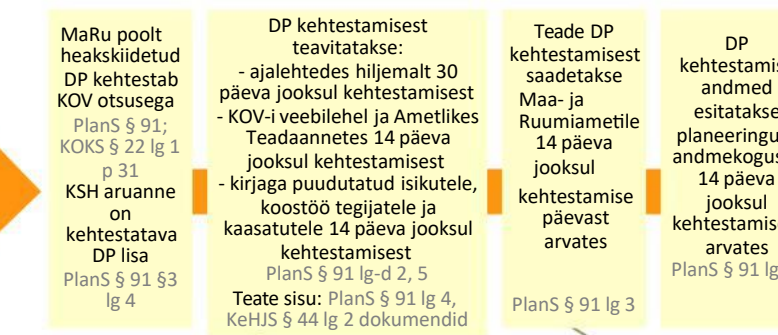 MaRu poolt
heakskiidetud
DP kehtestab
KOV otsusega
PlanS § 91;
KOKS § 22 lg 1
p 31
KSH aruanne
on
kehtestatava
DP lisa
PlanS § 91 §3
lg 4
DP kehtestamisest
teavitatakse:
- ajalehtedes hiljemalt 30
päeva jooksul kehtestamisest
- KOV-i veebilehel ja Ametlikes
Teadaannetes 14 päeva
jooksul kehtestamisest
- kirjaga puudutatud isikutele,
koostöö tegijatele ja
kaasatutele 14 päeva jooksul
kehtestamisest
PlanS § 91 lg-d 2, 5
Teate sisu: PlanS § 91 lg 4,
KeHJS § 44 lg 2 dokumendid
Teade DP
kehtestamisest
saadetakse
Maa- ja
Ruumiametile
14 päeva
jooksul
kehtestamise
päevast
arvates
PlanS § 91 lg 3
DP
andmed
esitatakse
14 päeva
jooksul
arvates
PlanS § 91 lg